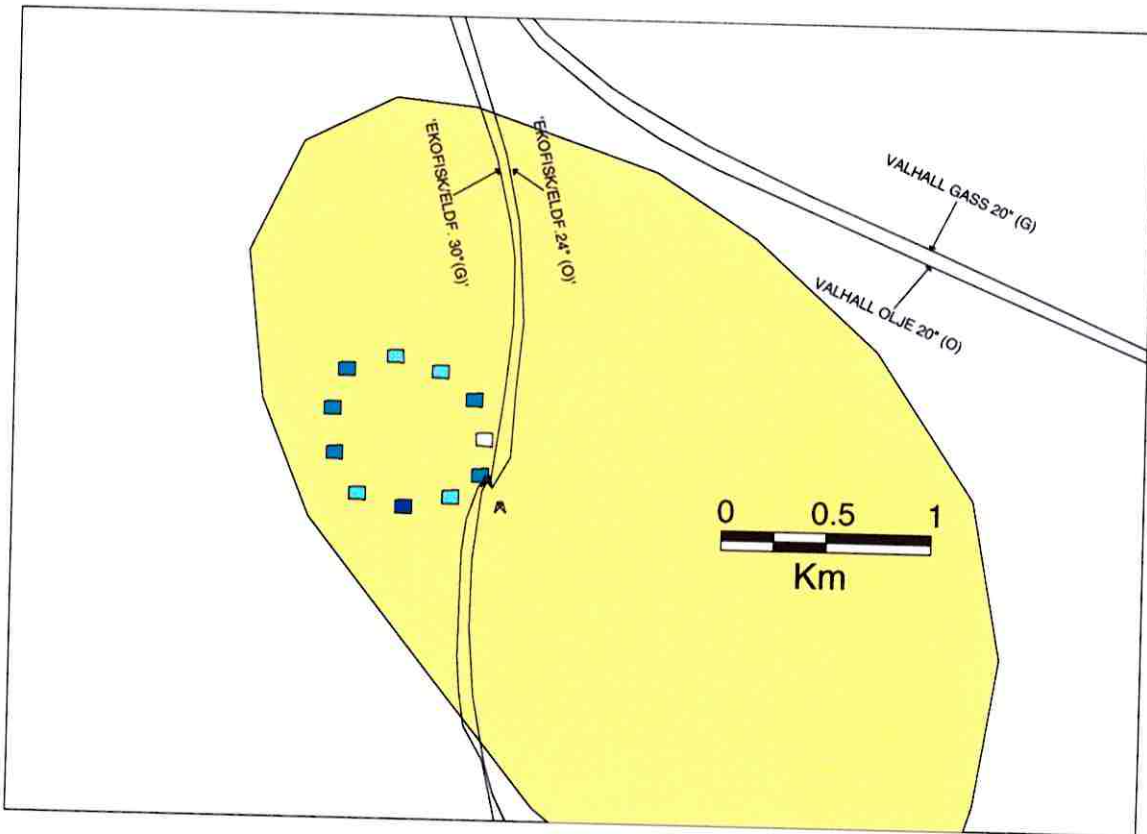 'EKOFISK/ELDF. 30"(G)'
'EKOFISK/ELDF.24" (O)'
VALHALL GASS 20" (G)
VALHALL OLJE 20" (O)
0 0.5 1
Km